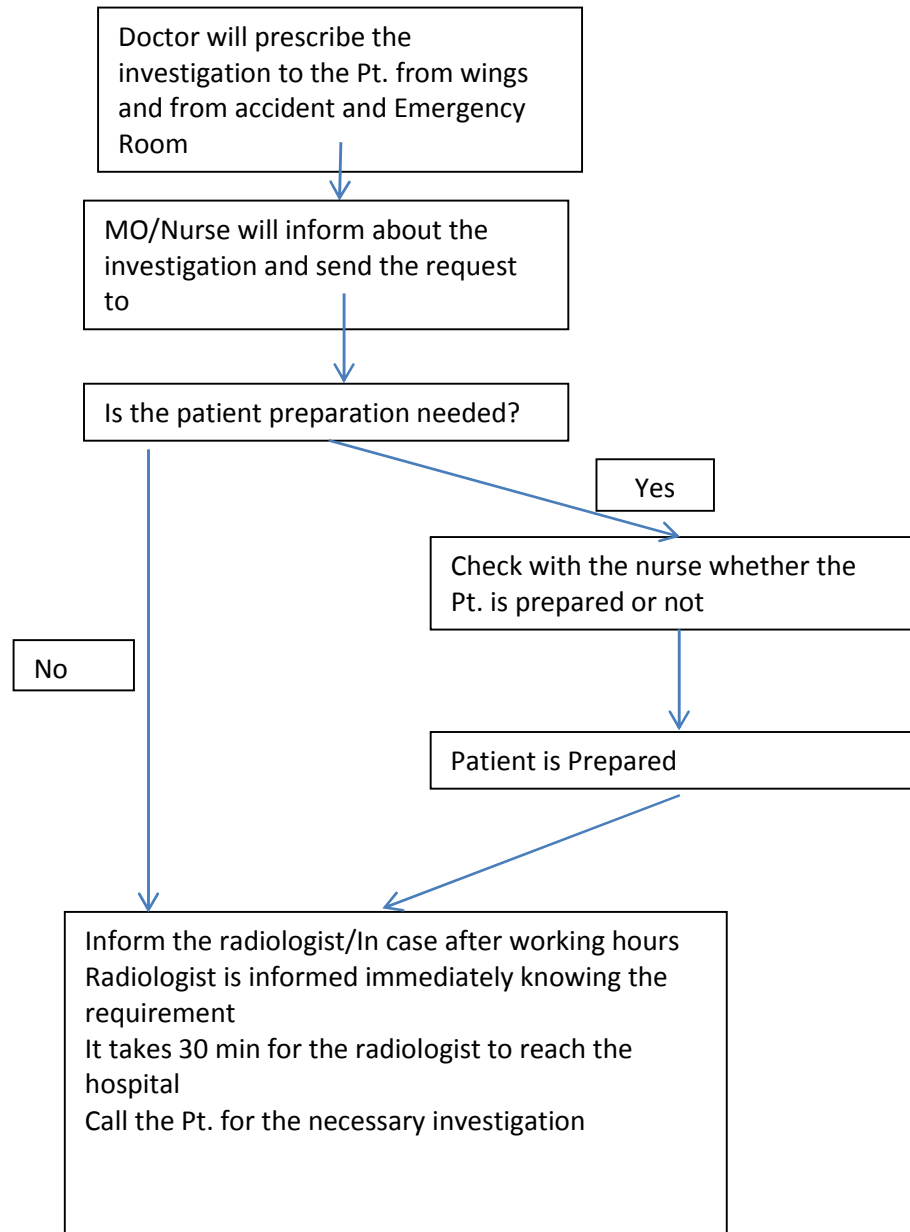 Doctor will prescribe the
investigation to the Pt. from wings
and from accident and Emergency
Room
MO/Nurse will inform about the
investigation and send the request
to
Is the patient preparation needed?
Yes
Check with the nurse whether the
Pt. is prepared or not
No
Patient is Prepared
Inform the radiologist/In case after working hours
Radiologist is informed immediately knowing the
requirement
It takes 30 min for the radiologist to reach the
hospital
Call the Pt. for the necessary investigation